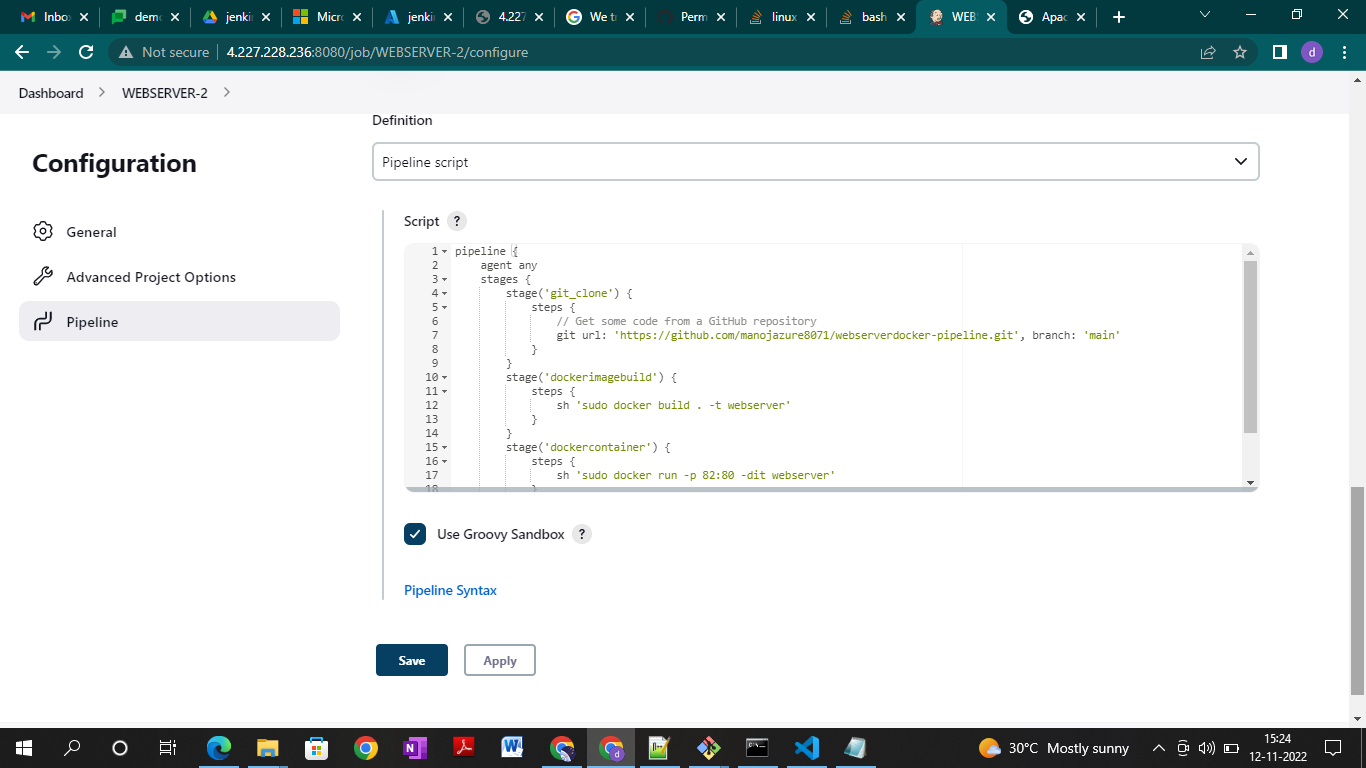 Inbo
demo
jenkin
Micro
jenkin
4.227
We tr
Perm
linux
bash
WEB
Apac
Not secure
4.227.228.236:8080/job/WEBSERVER-2/configure
d
Dashboard
WEBSERVER-2
Definition
Configuration
Pipeline script
General
Advanced Project Options
Pipeline
Script ?
1 pipeline {
2 agent any
3 stages {
4 stage('git_clone') {
5 steps {
6 // Get some code from a GitHub repository
7 git url: 'https://github.com/manojazure8071/webserverdocker-pipeline.git', branch: 'main'
8 }
9 }
10 stage('dockerimagebuild') {
11 steps {
12 sh 'sudo docker build . -t webserver'
13 }
14 }
15 stage('dockercontainer') {
16 steps {
17 sh 'sudo docker run -p 82:80 -dit webserver'
18 }
Use Groovy Sandbox ?
Pipeline Syntax
Save
Apply
30°C Mostly sunny
15:24
12-11-2022